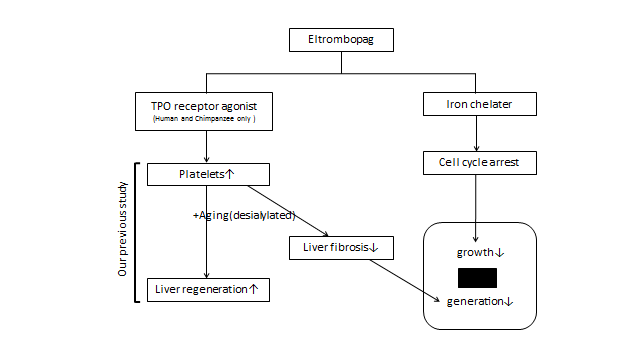 Eltrombopag
TPO receptor agonist
(Human and Chimpanzee only )
Iron chelater
Cell cycle arrest
Platelets↑
Our previous study
+Aging(desialylated)
Liver fibrosis↓
growth↓
Liver regeneration↑
generation↓